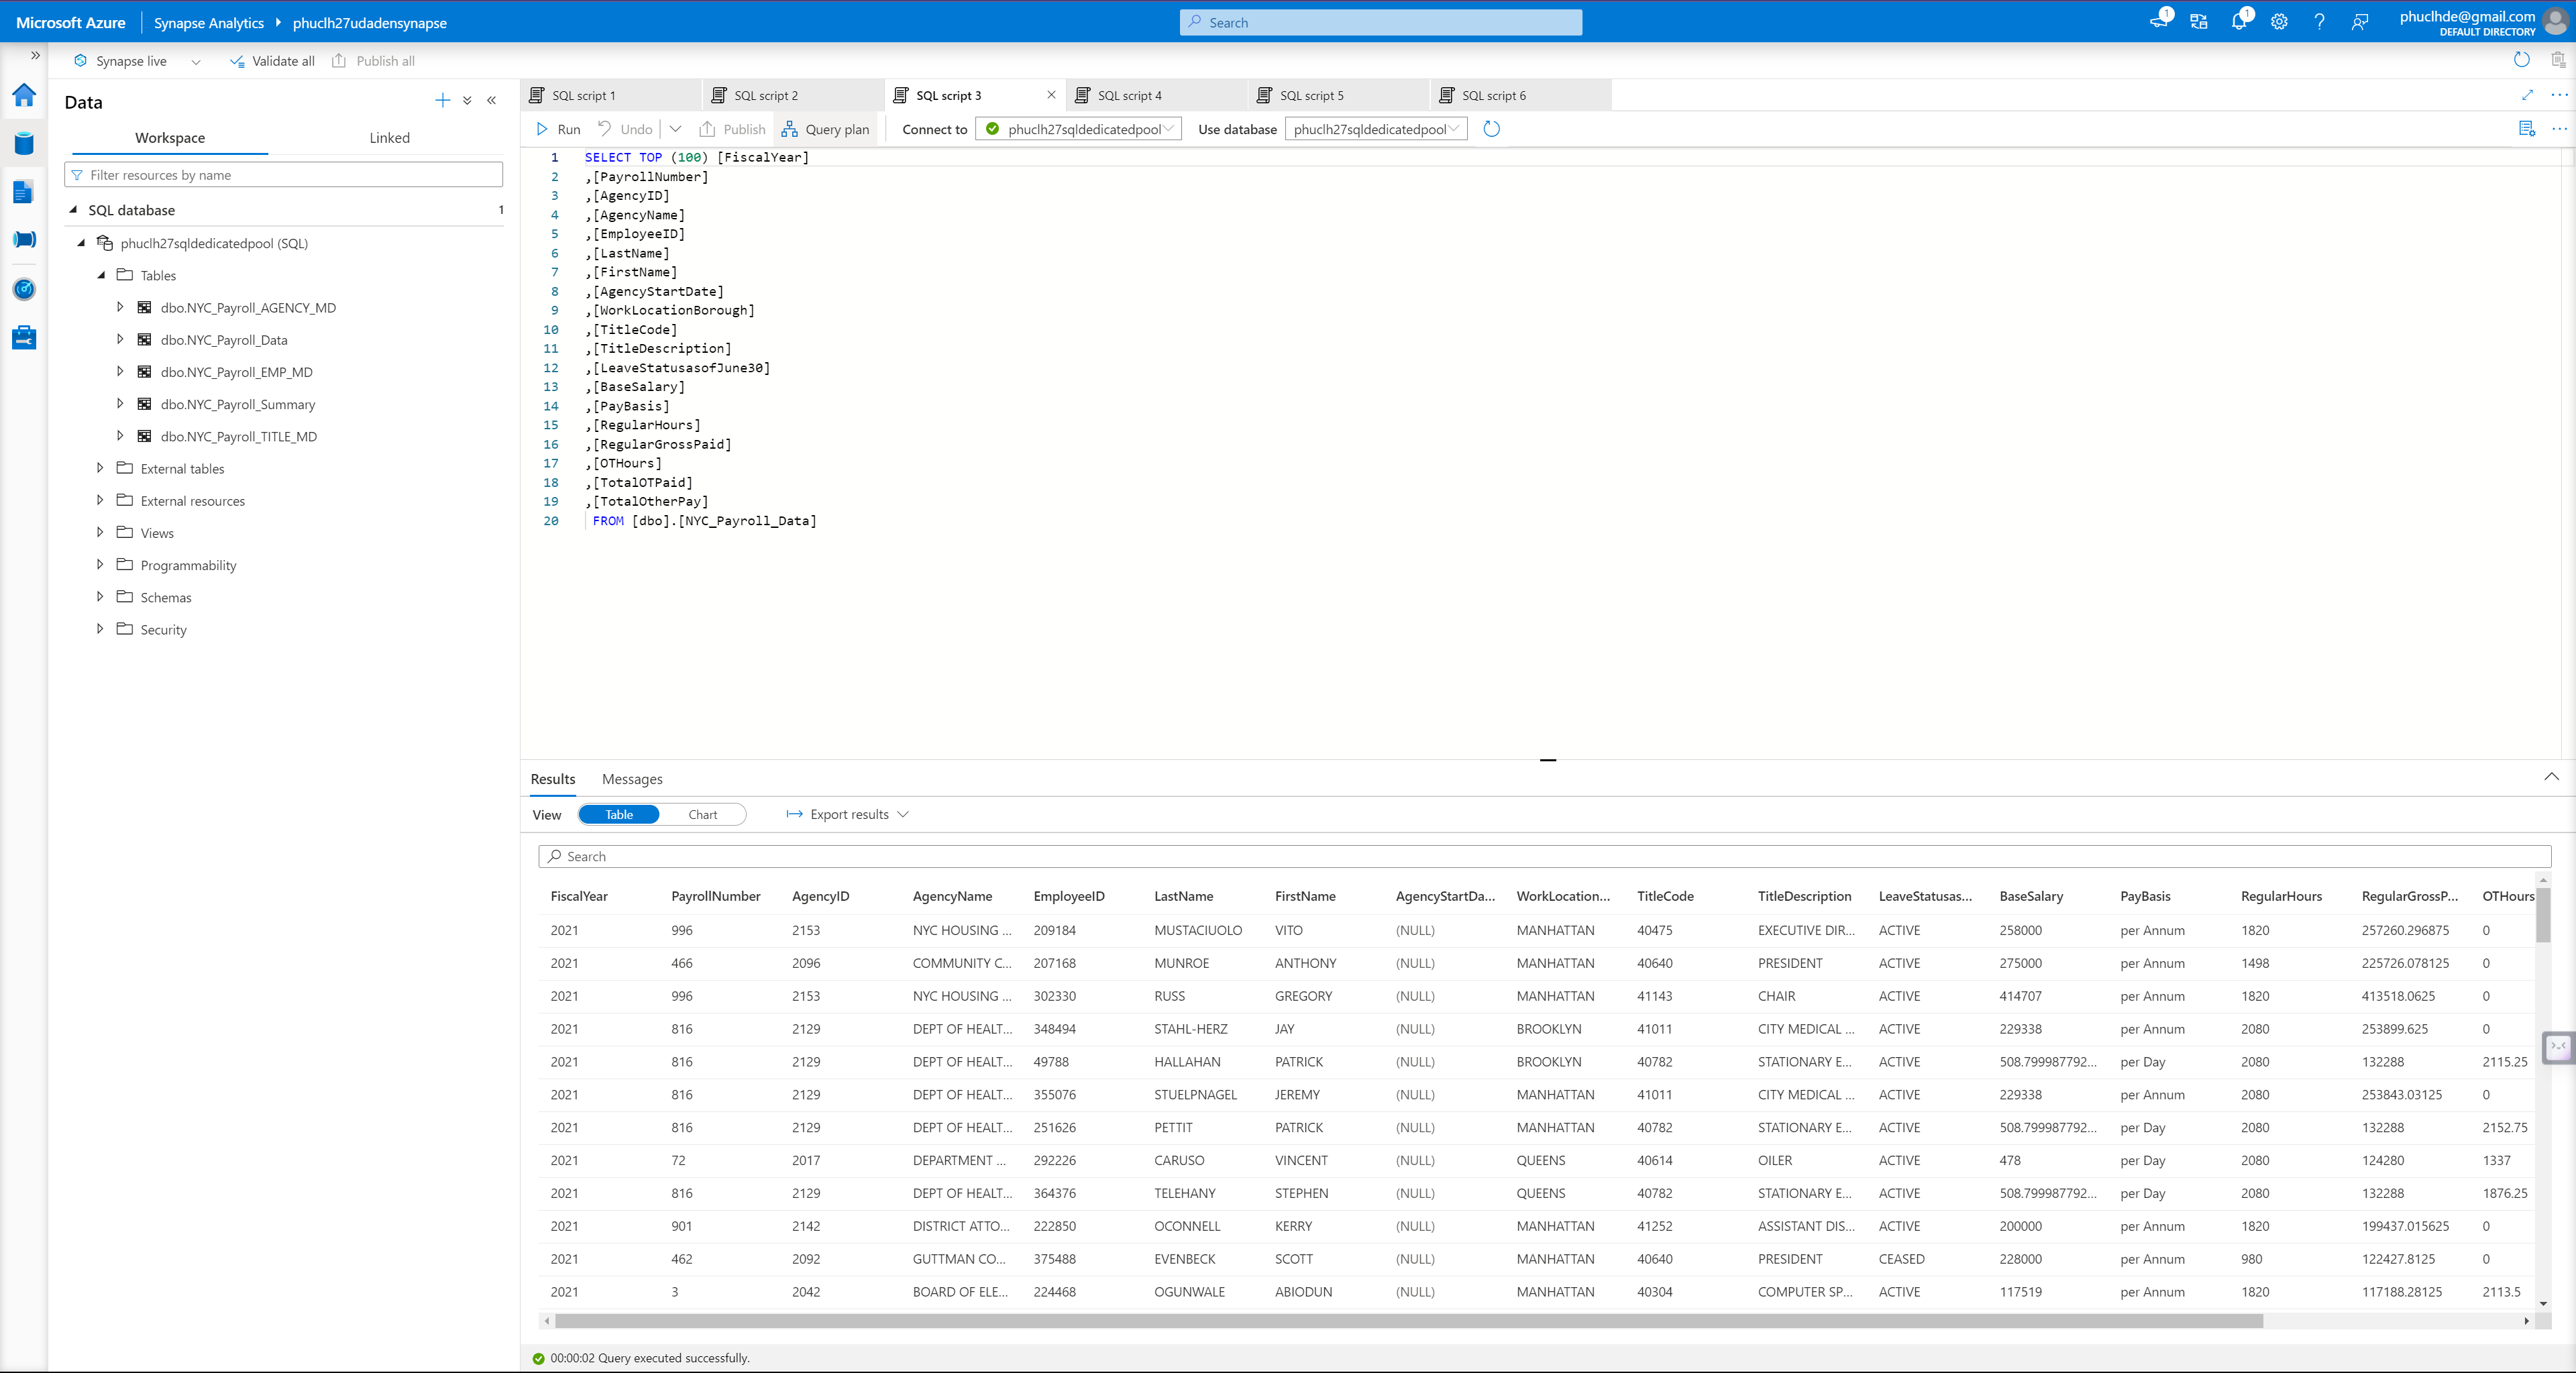 Microsoft Azure Synapse Analytics phuclh27udadensynapse Search 1 1 phuclhde@gmail.com
DEFAULT DIRECTORY
Synapse live Validate all Publish all
Data
Workspace Linked
Filter resources by name
SQL database 1
phuclh27sqldedicatedpool (SQL)
Tables
dbo.NYC_Payroll_AGENCY_MD
dbo.NYC_Payroll_Data
dbo.NYC_Payroll_EMP_MD
dbo.NYC_Payroll_Summary
dbo.NYC_Payroll_TITLE_MD
External tables
External resources
Views
Programmability
Schemas
Security
SQL script 1 SQL script 2 SQL script 3 SQL script 4 SQL script 5 SQL script 6
Run Undo Publish Query plan Connect to phuclh27sqldedicatedpool Use database phuclh27sqldedicatedpool
1 SELECT TOP (100) [FiscalYear]
2 ,[PayrollNumber]
3 ,[AgencyID]
4 ,[AgencyName]
5 ,[EmployeeID]
6 ,[LastName]
7 ,[FirstName]
8 ,[AgencyStartDate]
9 ,[WorkLocationBorough]
10 ,[TitleCode]
11 ,[TitleDescription]
12 ,[LeaveStatusasofJune30]
13 ,[BaseSalary]
14 ,[PayBasis]
15 ,[RegularHours]
16 ,[RegularGrossPaid]
17 ,[OTHours]
18 ,[TotalOTPaid]
19 ,[TotalOtherPay]
20 FROM [dbo].[NYC_Payroll_Data]
Results Messages
View Table Chart Export results
Search
FiscalYear PayrollNumber AgencyID AgencyName EmployeeID LastName FirstName AgencyStartDa... WorkLocation... TitleCode TitleDescription LeaveStatusas... BaseSalary PayBasis RegularHours RegularGrossP... OTHours
2021 996 2153 NYC HOUSING ... 209184 MUSTACIUOLO VITO (NULL) MANHATTAN 40475 EXECUTIVE DIR... ACTIVE 258000 per Annum 1820 257260.296875 0
2021 466 2096 COMMUNITY C... 207168 MUNROE ANTHONY (NULL) MANHATTAN 40640 PRESIDENT ACTIVE 275000 per Annum 1498 225726.078125 0
2021 996 2153 NYC HOUSING ... 302330 RUSS GREGORY (NULL) MANHATTAN 41143 CHAIR ACTIVE 414707 per Annum 1820 413518.0625 0
2021 816 2129 DEPT OF HEALT... 348494 STAHL-HERZ JAY (NULL) BROOKLYN 41011 CITY MEDICAL ... ACTIVE 229338 per Annum 2080 253899.625 0
2021 816 2129 DEPT OF HEALT... 49788 HALLAHAN PATRICK (NULL) BROOKLYN 40782 STATIONARY E... ACTIVE 508.799987792... per Day 2080 132288 2115.25
2021 816 2129 DEPT OF HEALT... 355076 STUELPNAGEL JEREMY (NULL) MANHATTAN 41011 CITY MEDICAL ... ACTIVE 229338 per Annum 2080 253843.03125 0
2021 816 2129 DEPT OF HEALT... 251626 PETTIT PATRICK (NULL) MANHATTAN 40782 STATIONARY E... ACTIVE 508.799987792... per Day 2080 132288 2152.75
2021 72 2017 DEPARTMENT ... 292226 CARUSO VINCENT (NULL) QUEENS 40614 OILER ACTIVE 478 per Day 2080 124280 1337
2021 816 2129 DEPT OF HEALT... 364376 TELEHANY STEPHEN (NULL) QUEENS 40782 STATIONARY E... ACTIVE 508.799987792... per Day 2080 132288 1876.25
2021 901 2142 DISTRICT ATTO... 222850 OCONNELL KERRY (NULL) MANHATTAN 41252 ASSISTANT DIS... ACTIVE 200000 per Annum 1820 199437.015625 0
2021 462 2092 GUTTMAN CO... 375488 EVENBECK SCOTT (NULL) MANHATTAN 40640 PRESIDENT CEASED 228000 per Annum 980 122427.8125 0
2021 3 2042 BOARD OF ELE... 224468 OGUNWALE ABIODUN (NULL) MANHATTAN 40304 COMPUTER SP... ACTIVE 117519 per Annum 1820 117188.28125 2113.5
00:00:02 Query executed successfully.